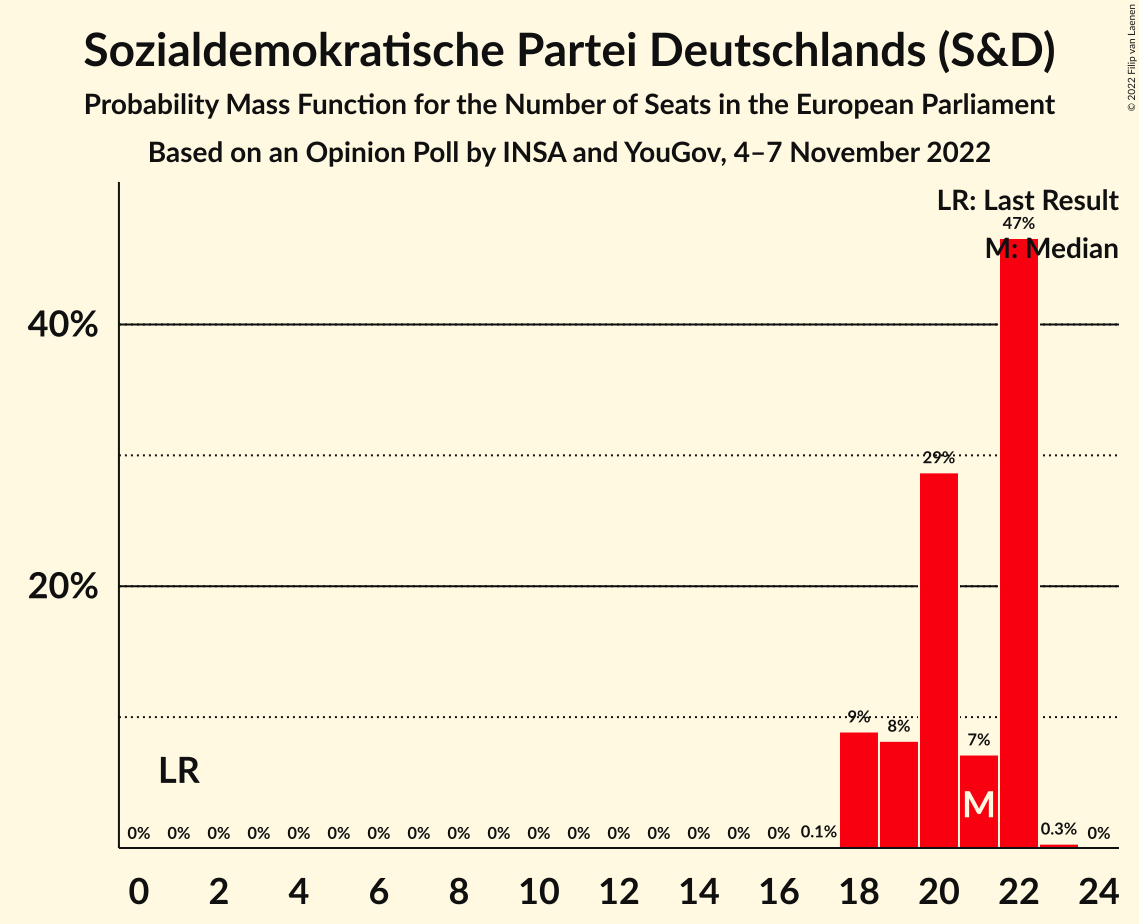 Sozialdemokratische Partei Deutschlands (S&D)
Probability Mass Function for the Number of Seats in the European Parliament
Based on an Opinion Poll by INSA and YouGov, 4–7 November 2022
© 2022 Filip van Laenen
LR: Last Result
47%
M: Median
40%
29%
20%
9%
8%
7%
LR
M
0% 0% 0% 0% 0% 0% 0% 0% 0% 0% 0% 0% 0% 0% 0% 0% 0% 0.1% 0.3% 0%
0 2 4 6 8 10 12 14 16 18 20 22 24